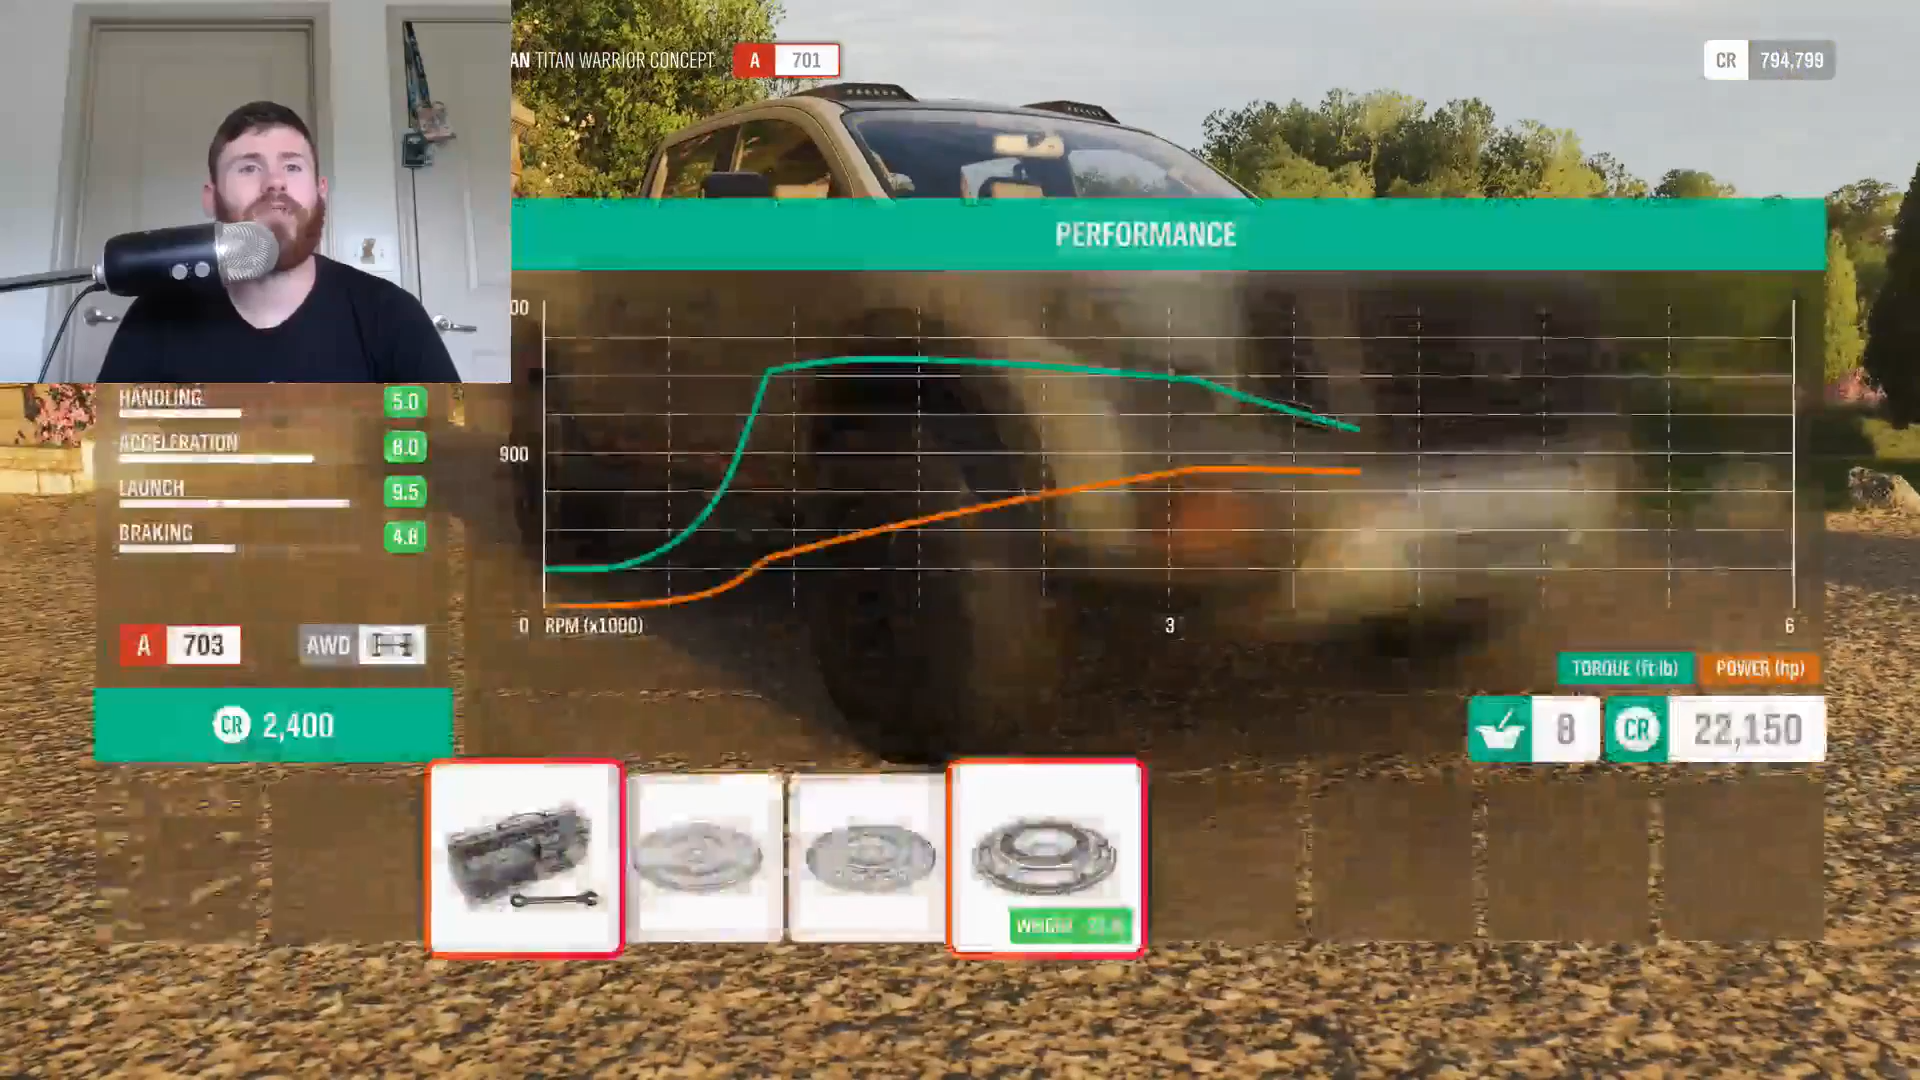 AN TITAN WARRIOR CONCEPT A 701
CR 794,799
PERFORMANCE
00
900
0 RPM (x1000) 3 6
TORQUE (ft·lb) POWER (hp)
HANDLING 5.0
ACCELERATION 8.0
LAUNCH 9.5
BRAKING 4.8
A 703 AWD
CR 2,400
8 CR 22,150
WEIGHT